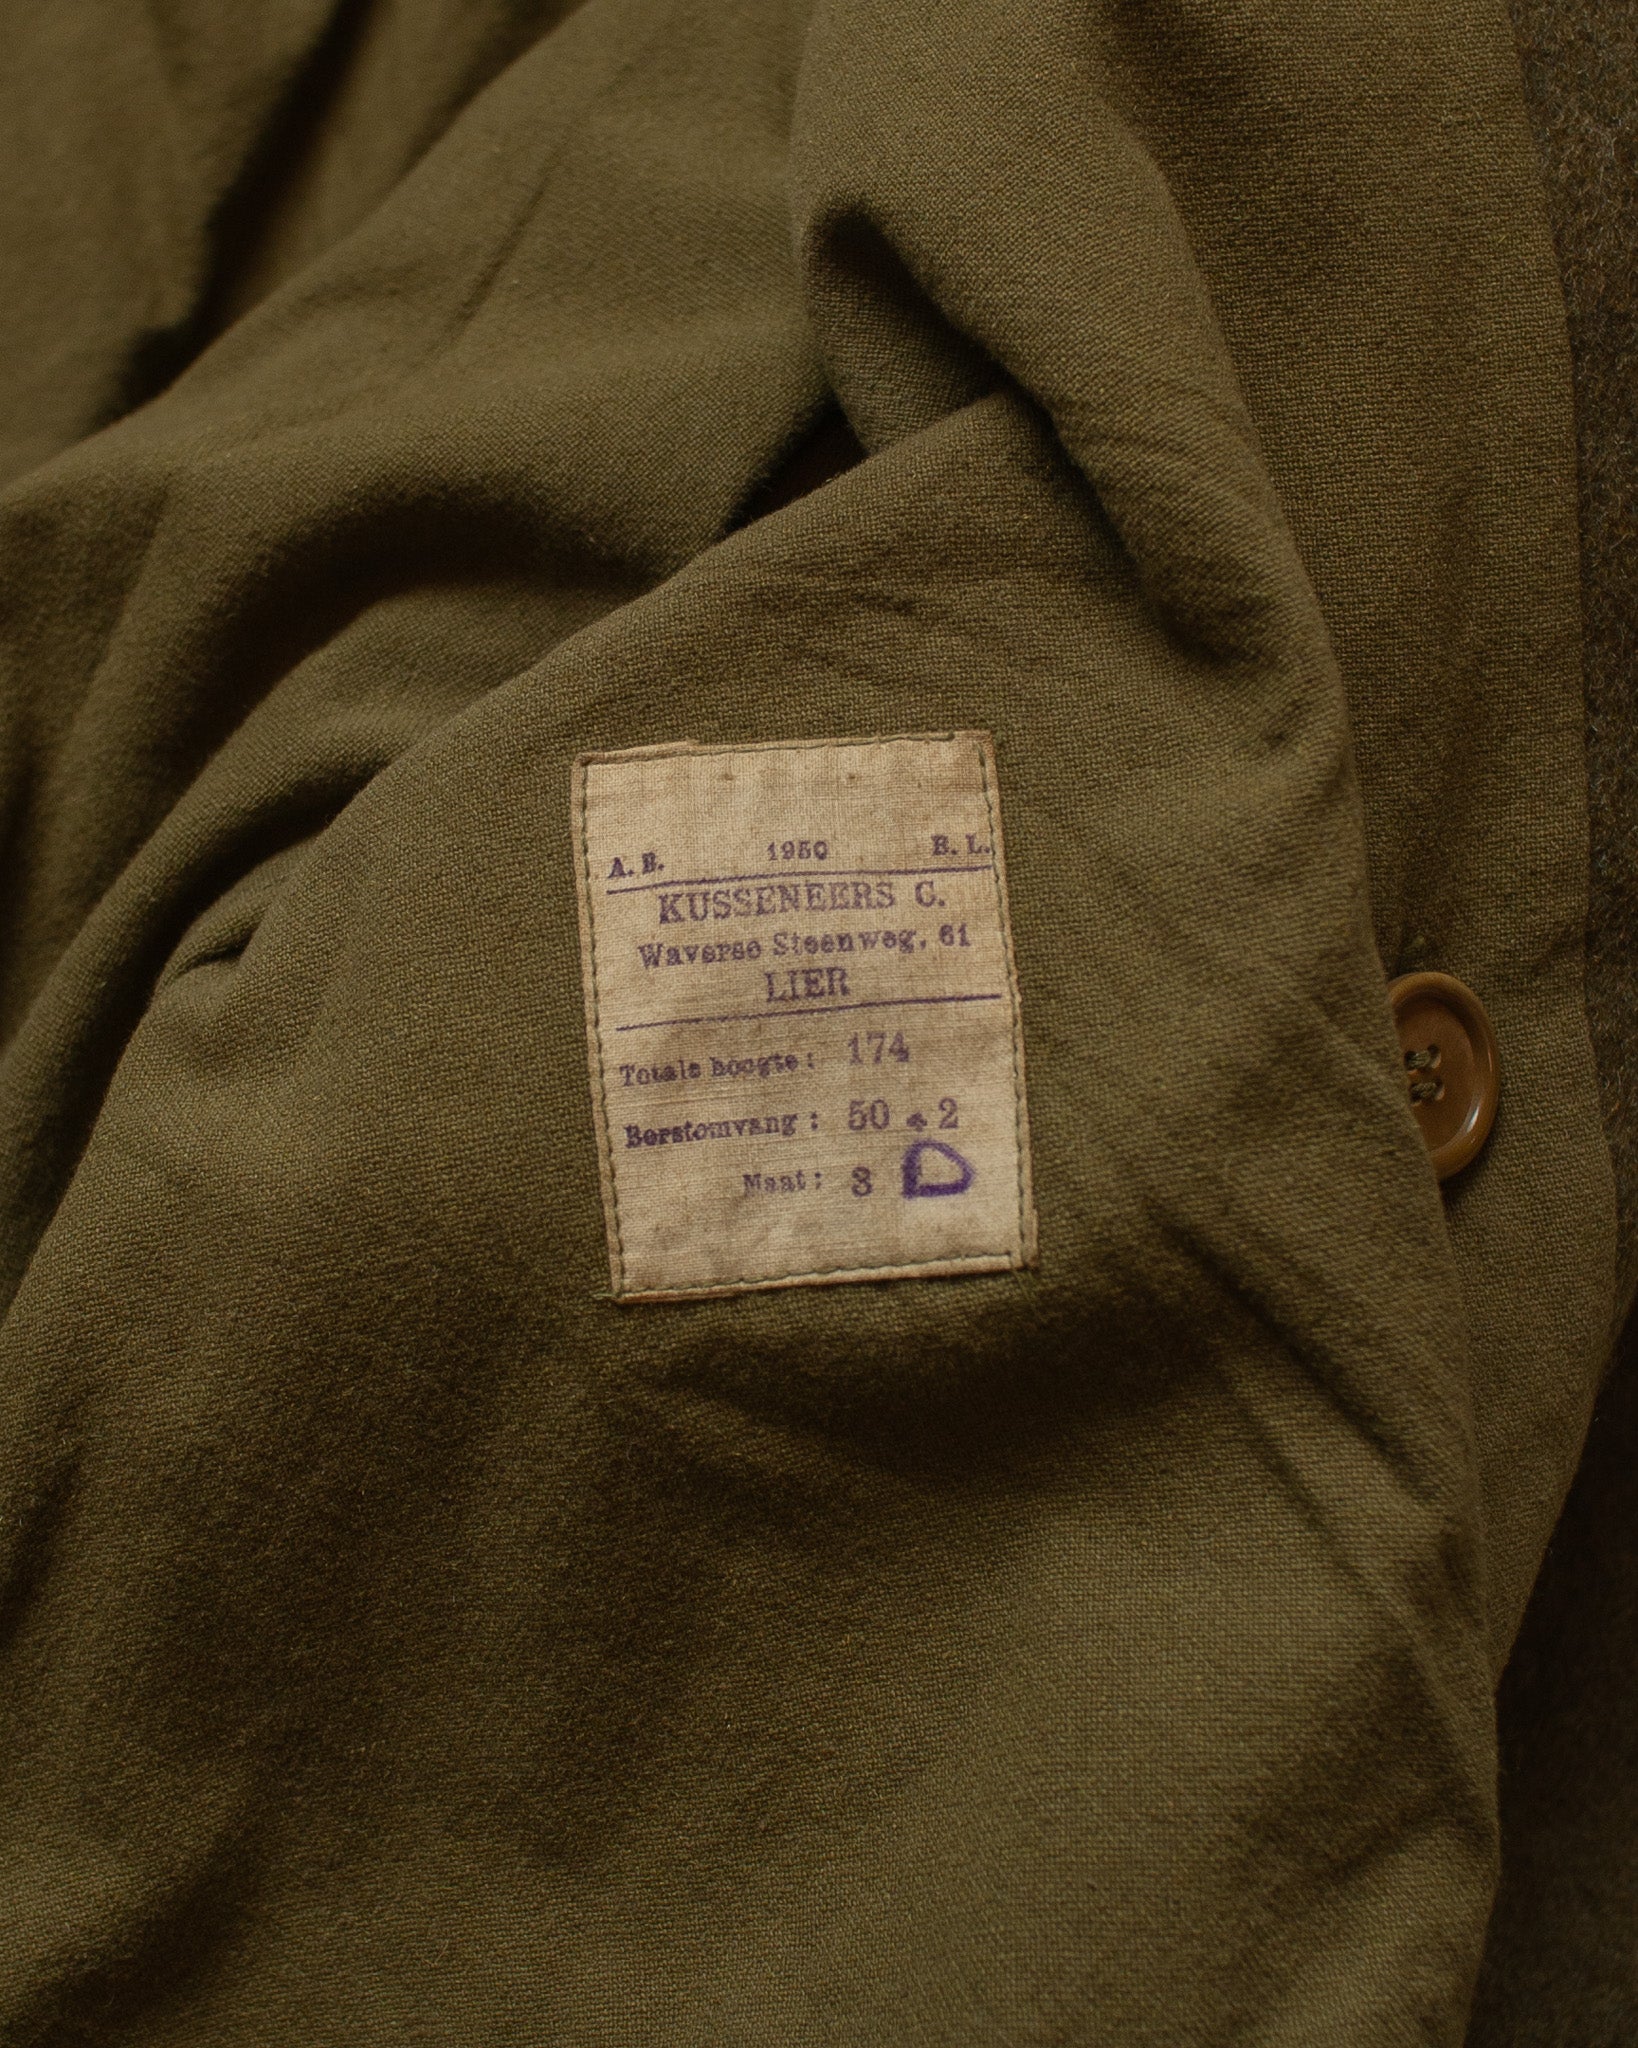 A. B. 1950 B. L.
KUSSENEERS C.
Waverse Steenweg, 61
LIER
Totale hoogte : 174
Borstomvang : 50 + 2
Maat : 3 D